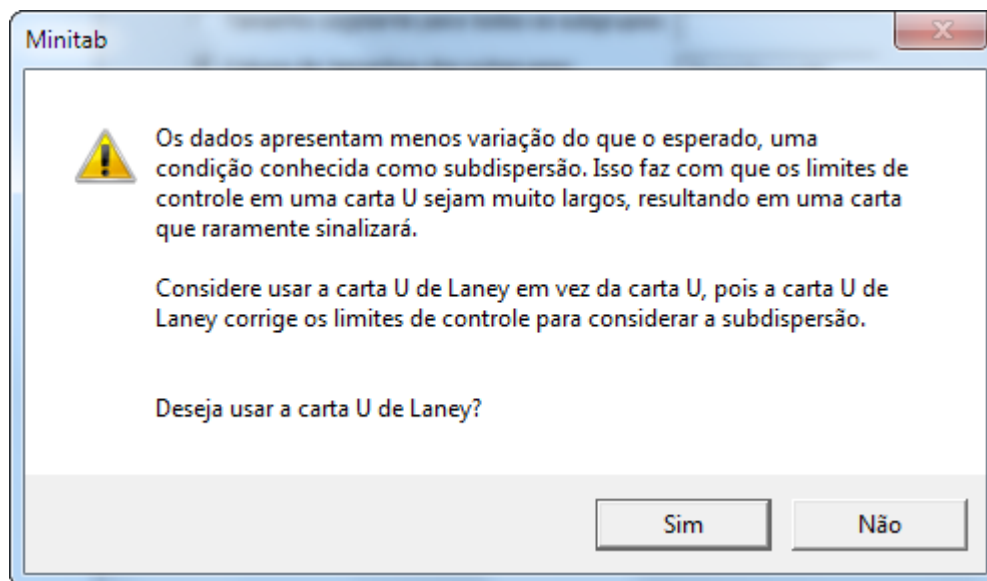 Minitab
Os dados apresentam menos variação do que o esperado, uma
condição conhecida como subdispersão. Isso faz com que os limites de
controle em uma carta U sejam muito largos, resultando em uma carta
que raramente sinalizará.
Considere usar a carta U de Laney em vez da carta U, pois a carta U de
Laney corrige os limites de controle para considerar a subdispersão.
Deseja usar a carta U de Laney?
Sim
Não